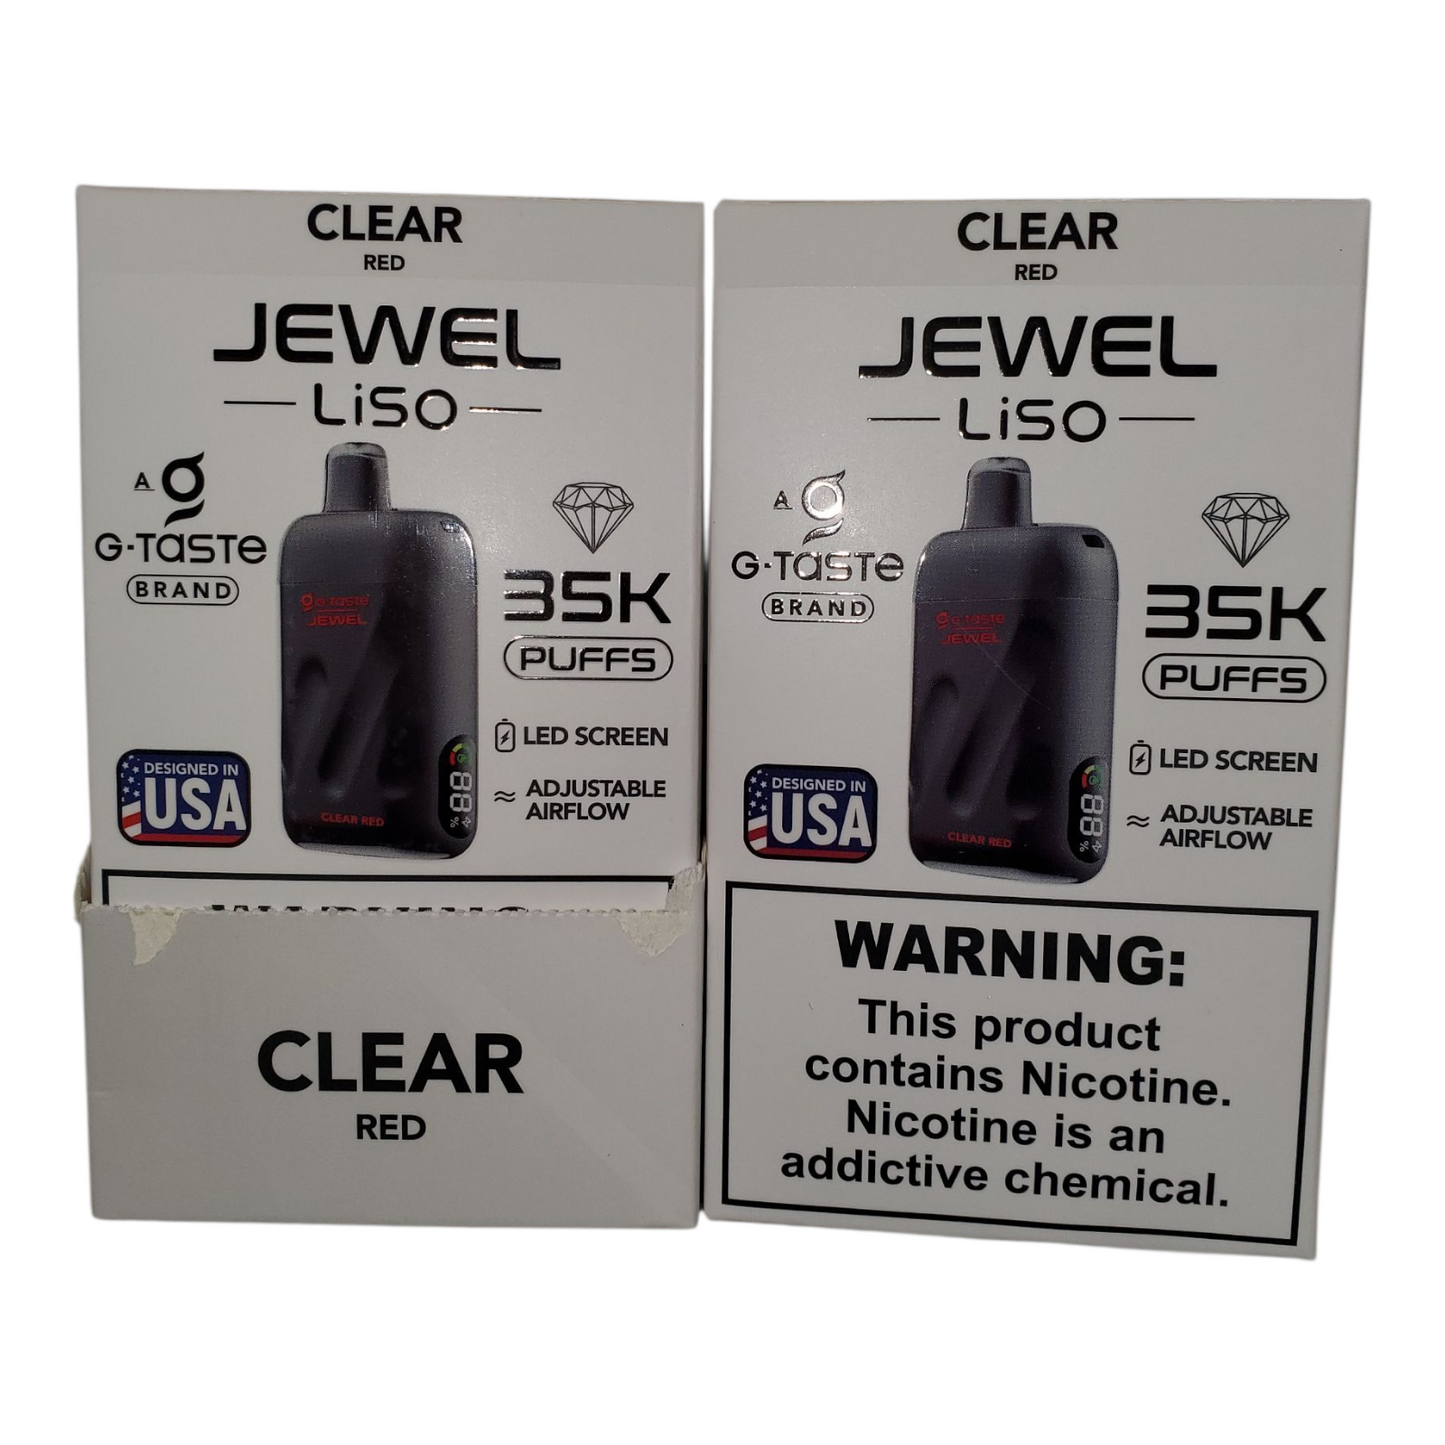 CLEAR
RED
JEWEL
LiSO
A g
G-TaSTe
BRAND
35K
PUFFS
g G-TaSTe
JEWEL
LED SCREEN
ADJUSTABLE
AIRFLOW
DESIGNED IN
USA
CLEAR RED
88
%
CLEAR
RED
CLEAR
RED
JEWEL
LiSO
A g
G-TaSTe
BRAND
35K
PUFFS
g G-TaSTe
JEWEL
LED SCREEN
ADJUSTABLE
AIRFLOW
DESIGNED IN
USA
CLEAR RED
88
%
WARNING:
This product
contains Nicotine.
Nicotine is an
addictive chemical.